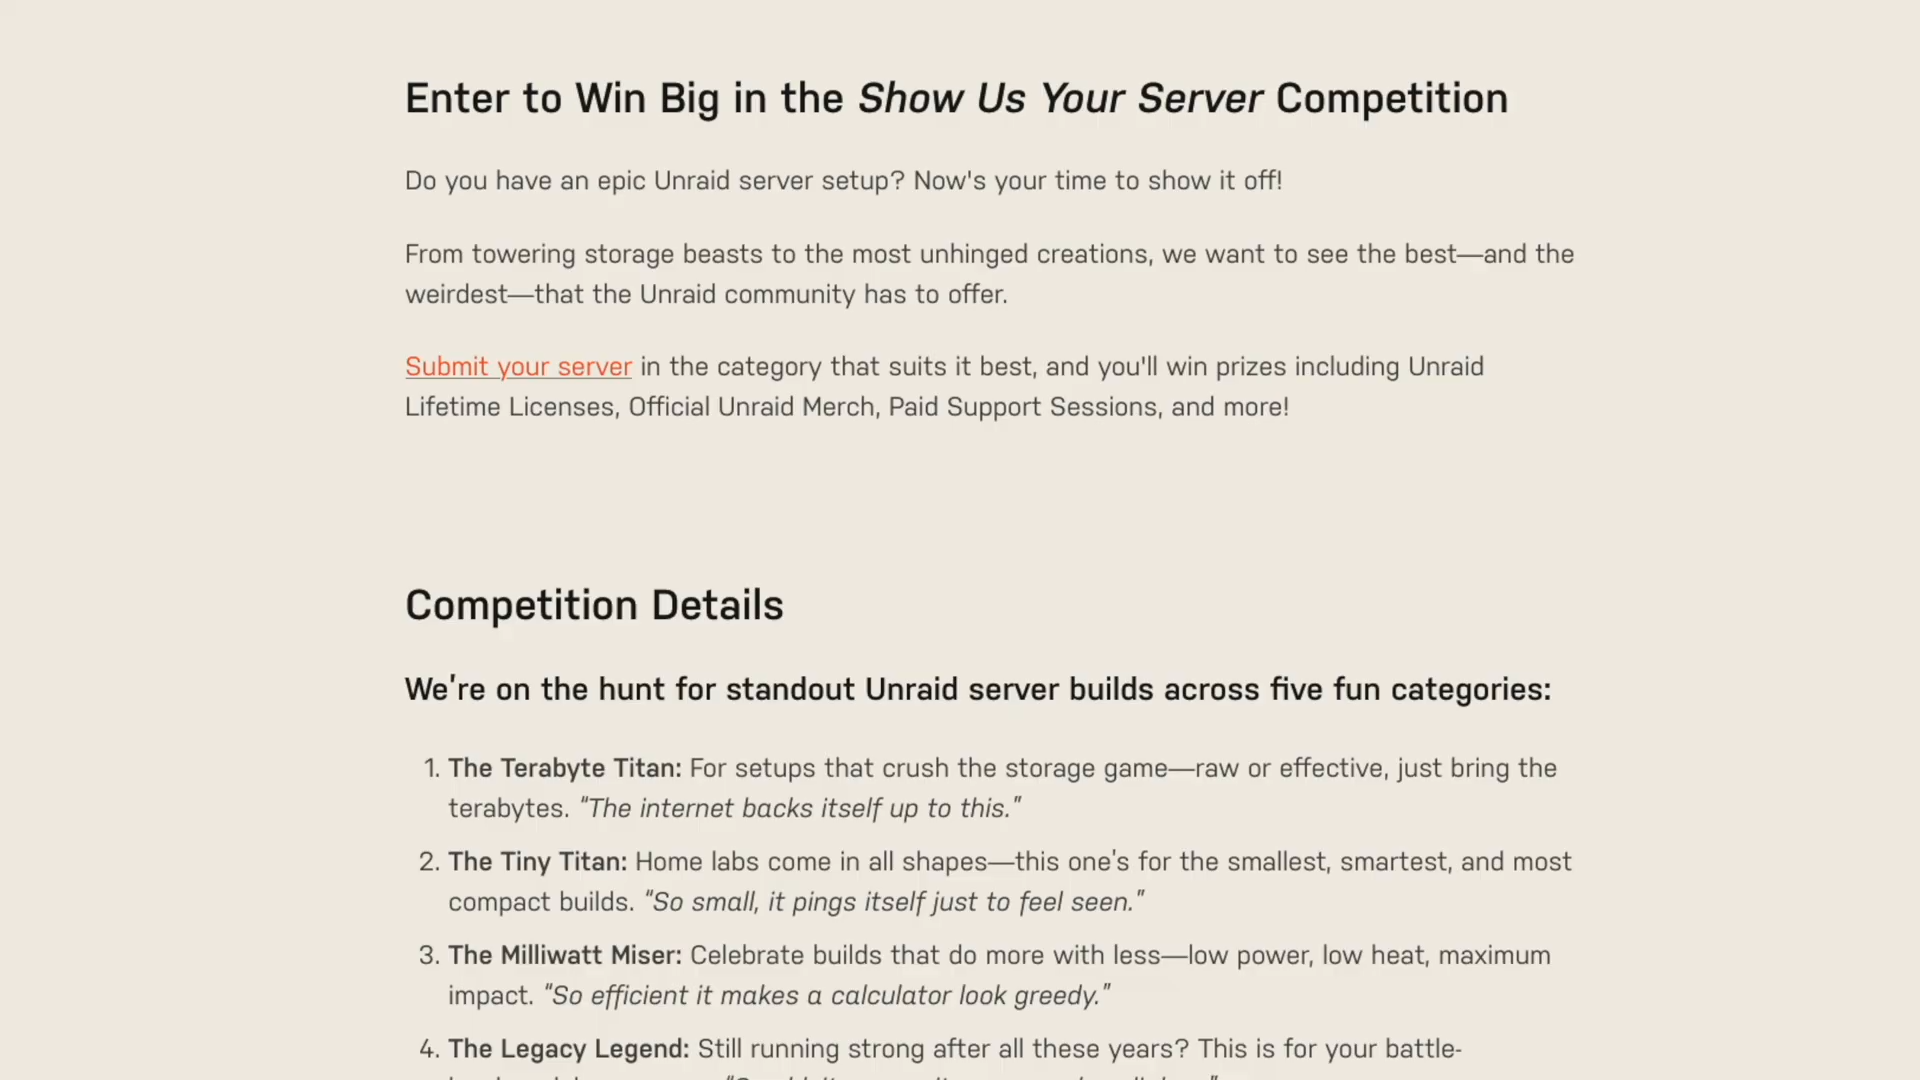 Enter to Win Big in the Show Us Your Server Competition
Do you have an epic Unraid server setup? Now's your time to show it off!
From towering storage beasts to the most unhinged creations, we want to see the best—and the
weirdest—that the Unraid community has to offer.
Submit your server in the category that suits it best, and you'll win prizes including Unraid
Lifetime Licenses, Official Unraid Merch, Paid Support Sessions, and more!
Competition Details
We're on the hunt for standout Unraid server builds across five fun categories:
1. The Terabyte Titan: For setups that crush the storage game—raw or effective, just bring the
terabytes. “The internet backs itself up to this.”
2. The Tiny Titan: Home labs come in all shapes—this one's for the smallest, smartest, and most
compact builds. “So small, it pings itself just to feel seen.”
3. The Milliwatt Miser: Celebrate builds that do more with less—low power, low heat, maximum
impact. “So efficient it makes a calculator look greedy.”
4. The Legacy Legend: Still running strong after all these years? This is for your battle-